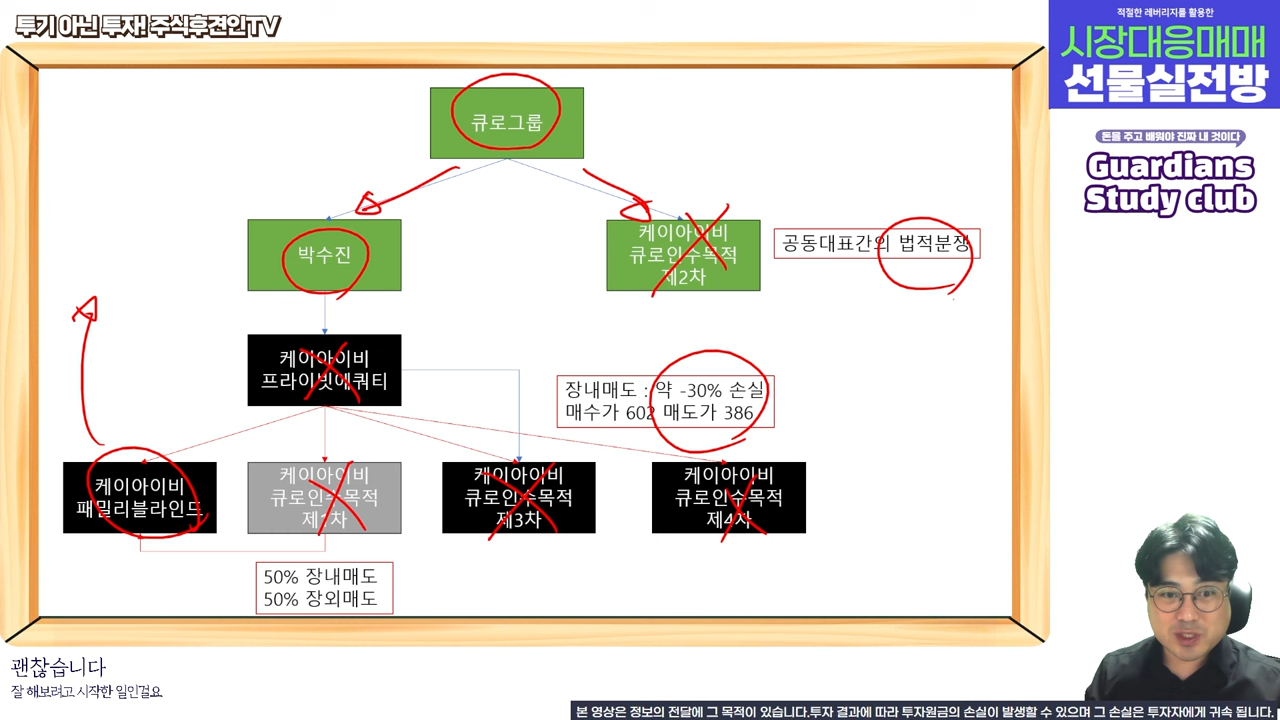 투기 아닌 투자! 주식후견인TV
적절한 레버리지를 활용한
시장대응매매
선물실전방
돈을 주고 배워야 진짜 내 것이다
Guardians
Study club
큐로그룹
박수진
케이아이비
큐로인수목적
제2차
공동대표간의 법적분쟁
케이아이비
프라이빗에쿼티
장내매도 : 약 -30% 손실
매수가 602 매도가 386
케이아이비
패밀리블라인드
케이아이비
큐로인수목적
제1차
케이아이비
큐로인수목적
제3차
케이아이비
큐로인수목적
제4차
50% 장내매도
50% 장외매도
괜찮습니다
잘 해보려고 시작한 일인걸요
본 영상은 정보의 전달에 그 목적이 있습니다.투자 결과에 따라 투자원금의 손실이 발생할 수 있으며 그 손실은 투자자에게 귀속 됩니다.